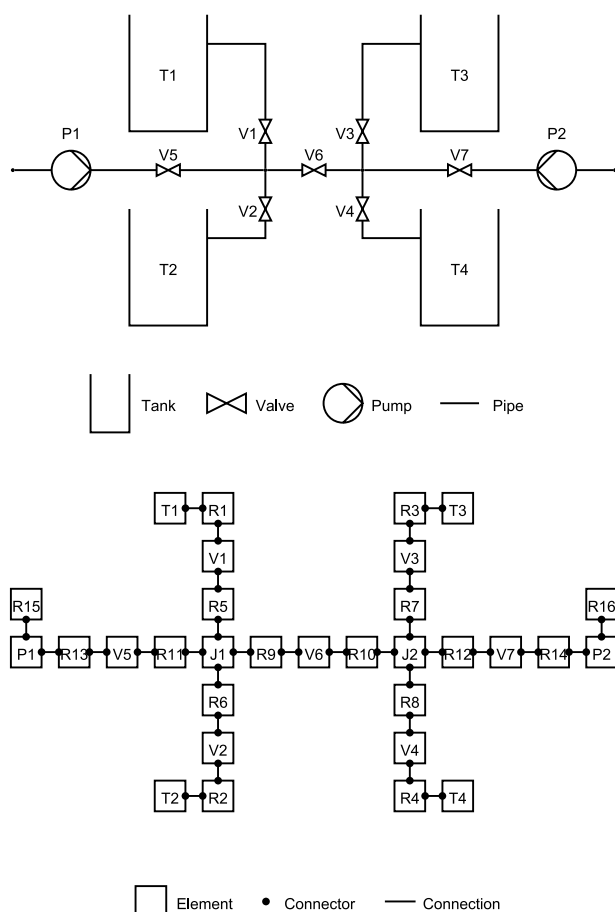 T1 T3
P1 V1 V3 P2
V5 V6 V7
V2 V4
T2 T4
Tank Valve Pump Pipe
T1 R1 R3 T3
V1 V3
R15 R5 R7 R16
P1 R13 V5 R11 J1 R9 V6 R10 J2 R12 V7 R14 P2
R6 R8
V2 V4
T2 R2 R4 T4
Element Connector Connection